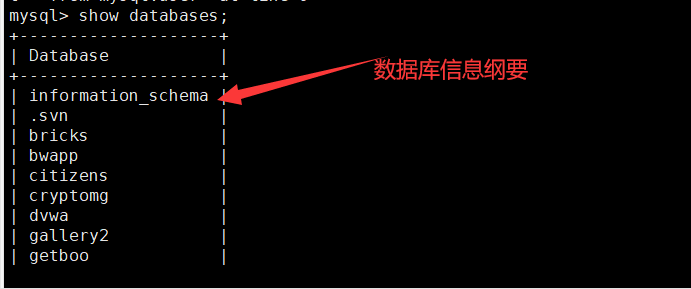 mysql> show databases;
+--------------------+
| Database           |
+--------------------+
| information_schema |
数据库信息纲要
| .svn               |
| bricks             |
| bwapp              |
| citizens           |
| cryptomg           |
| dvwa               |
| gallery2           |
| getboo             |